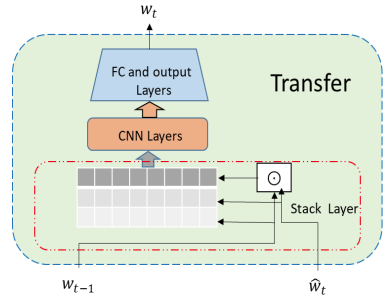 w_t
FC and output
Layers
Transfer
CNN Layers
⊙
Stack Layer
w_{t-1}
ŵ_t